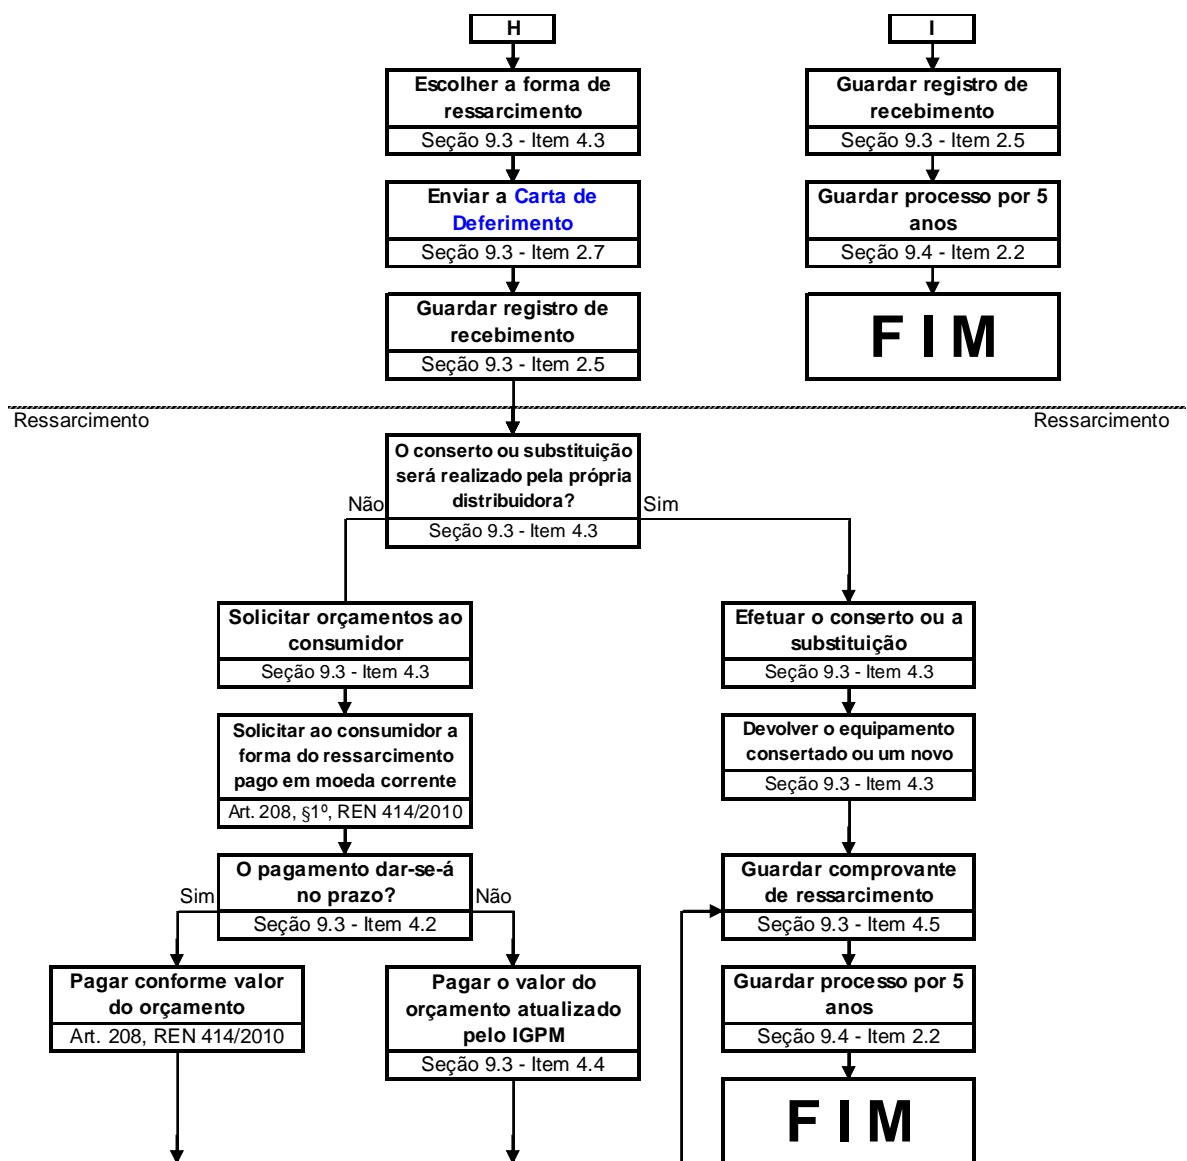 H
Escolher a forma de
ressarcimento
Seção 9.3 - Item 4.3
Enviar a Carta de
Deferimento
Seção 9.3 - Item 2.7
Guardar registro de
recebimento
Seção 9.3 - Item 2.5
I
Guardar registro de
recebimento
Seção 9.3 - Item 2.5
Guardar processo por 5
anos
Seção 9.4 - Item 2.2
FIM
Ressarcimento
Ressarcimento
O conserto ou substituição
será realizado pela própria
distribuidora?
Seção 9.3 - Item 4.3
Não
Sim
Solicitar orçamentos ao
consumidor
Seção 9.3 - Item 4.3
Solicitar ao consumidor a
forma do ressarcimento
pago em moeda corrente
Art. 208, §1º, REN 414/2010
O pagamento dar-se-á
no prazo?
Seção 9.3 - Item 4.2
Sim
Não
Pagar conforme valor
do orçamento
Art. 208, REN 414/2010
Pagar o valor do
orçamento atualizado
pelo IGPM
Seção 9.3 - Item 4.4
Efetuar o conserto ou a
substituição
Seção 9.3 - Item 4.3
Devolver o equipamento
consertado ou um novo
Seção 9.3 - Item 4.3
Guardar comprovante
de ressarcimento
Seção 9.3 - Item 4.5
Guardar processo por 5
anos
Seção 9.4 - Item 2.2
FIM